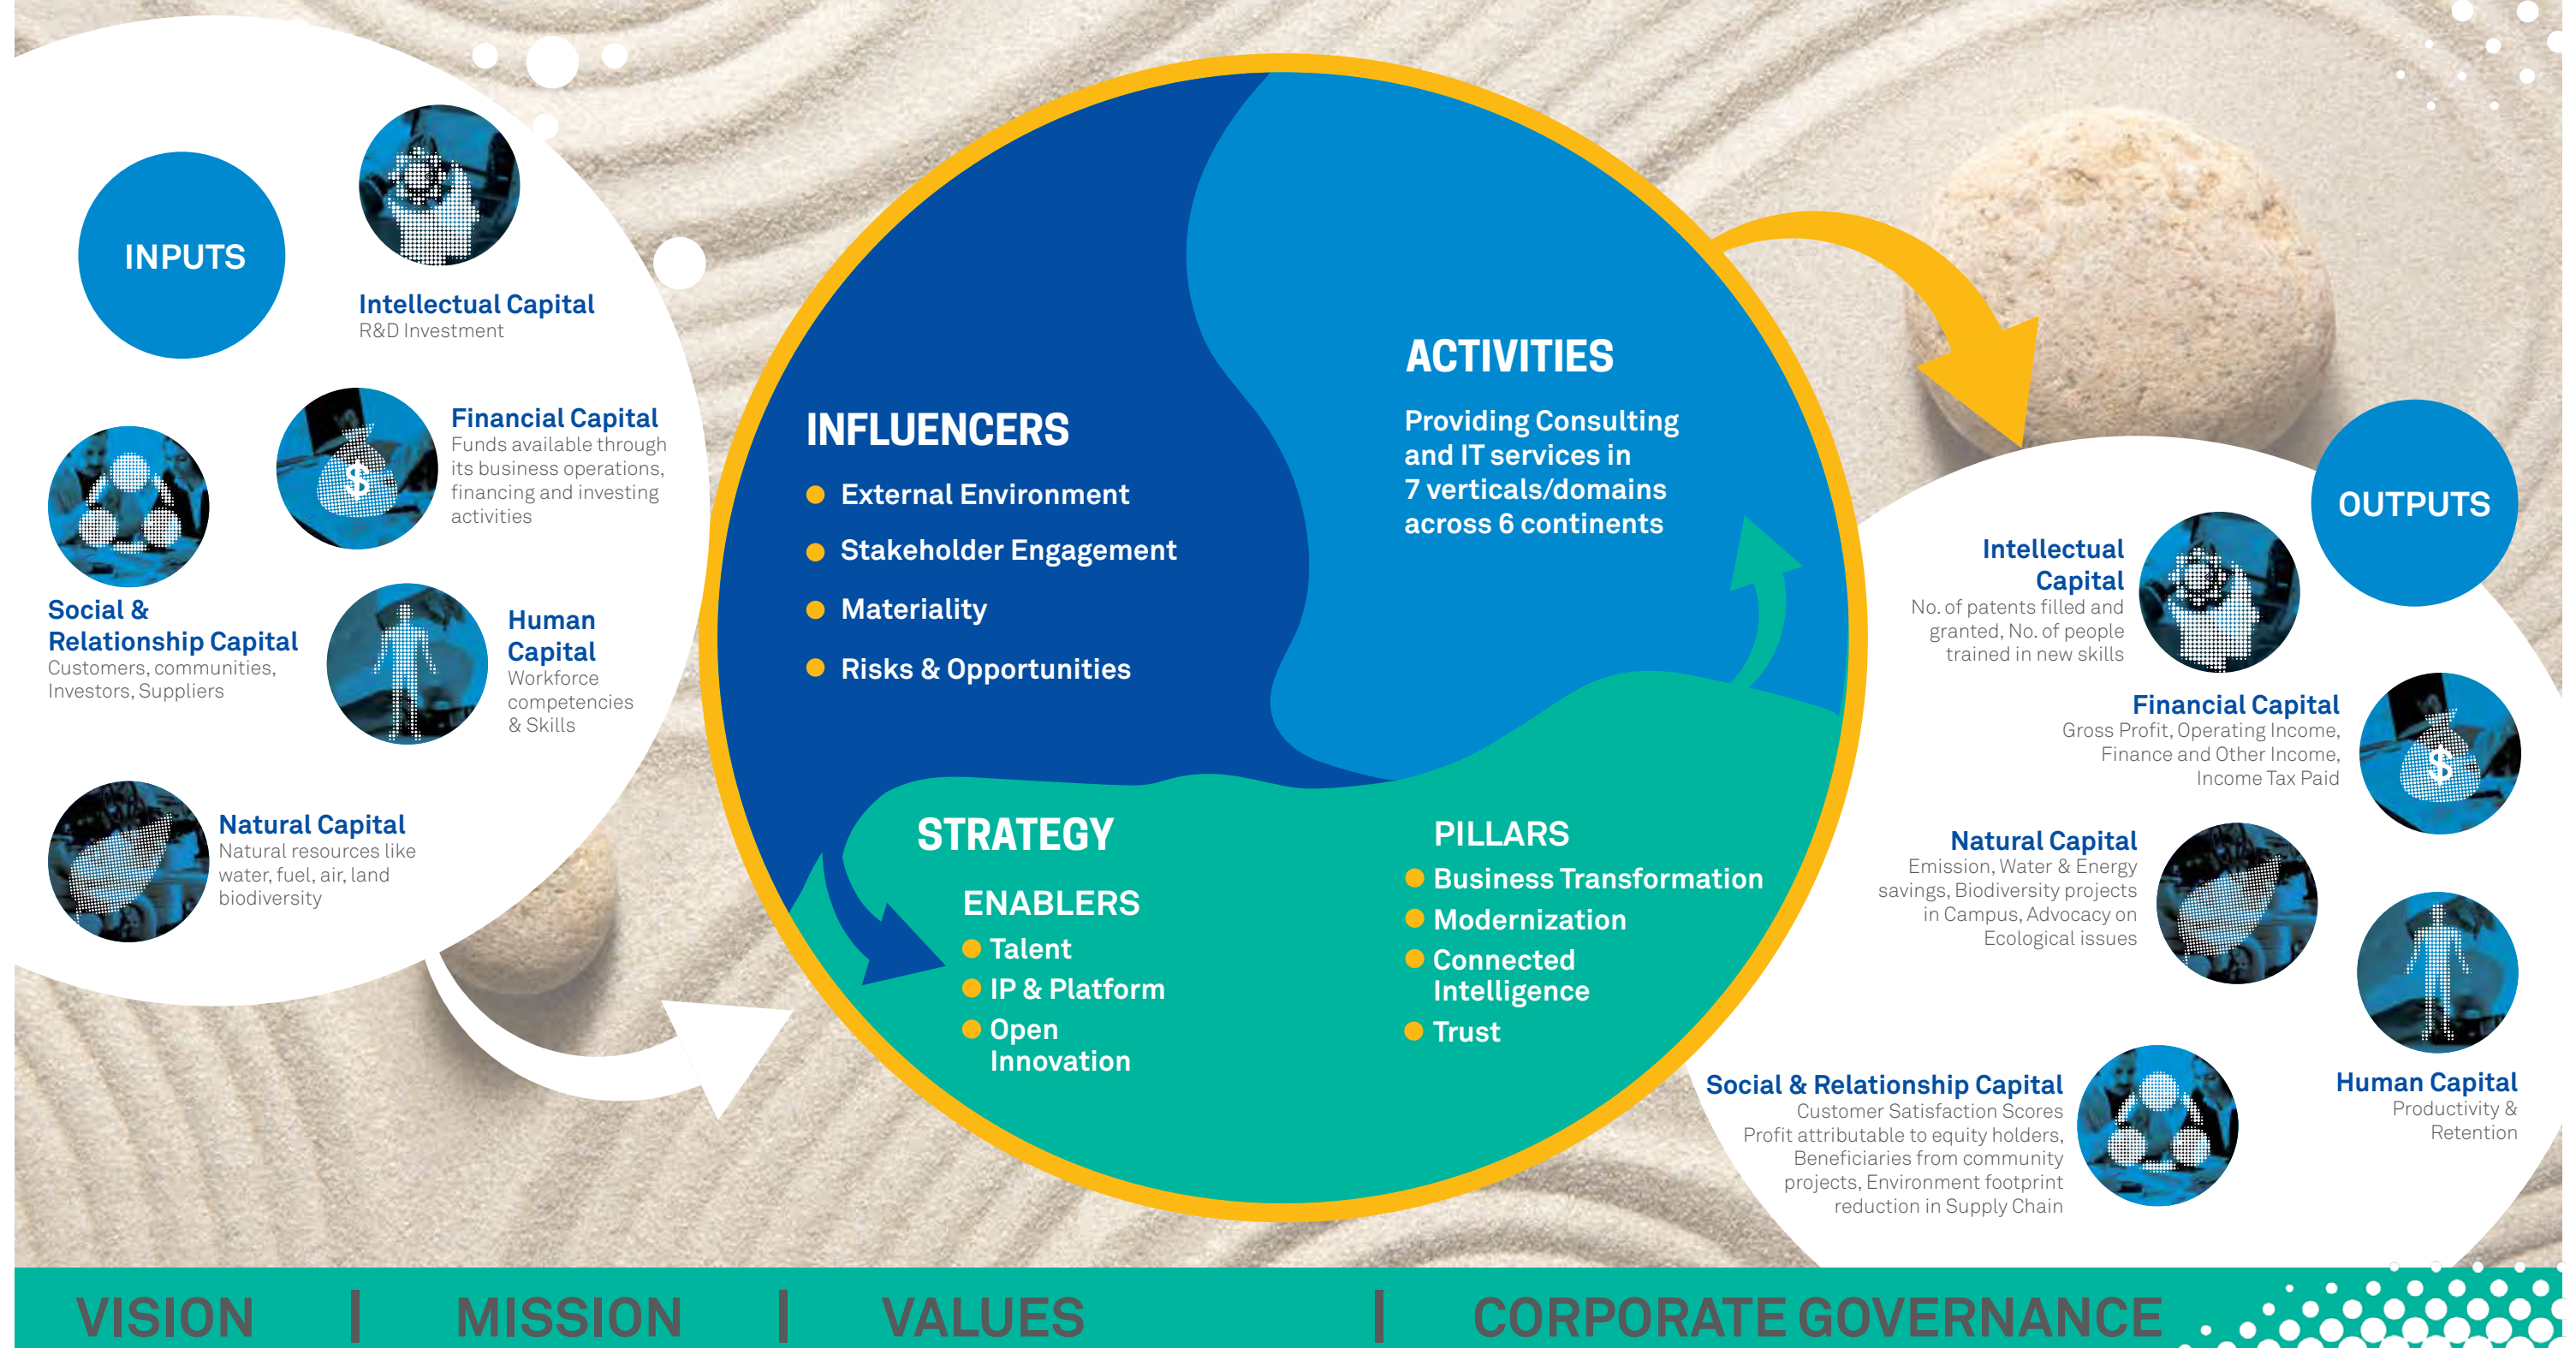 INPUTS
Intellectual Capital
R&D Investment
Financial Capital
Funds available through
its business operations,
financing and investing
activities
Social &
Relationship Capital
Customers, communities,
Investors, Suppliers
Human
Capital
Workforce
competencies
& Skills
Natural Capital
Natural resources like
water, fuel, air, land
biodiversity
INFLUENCERS
External Environment
Stakeholder Engagement
Materiality
Risks & Opportunities
ACTIVITIES
Providing Consulting
and IT services in
7 verticals/domains
across 6 continents
STRATEGY
ENABLERS
Talent
IP & Platform
Open
Innovation
PILLARS
Business Transformation
Modernization
Connected
Intelligence
Trust
OUTPUTS
Intellectual
Capital
No. of patents filled and
granted, No. of people
trained in new skills
Financial Capital
Gross Profit, Operating Income,
Finance and Other Income,
Income Tax Paid
$
$
Natural Capital
Emission, Water & Energy
savings, Biodiversity projects
in Campus, Advocacy on
Ecological issues
Human Capital
Productivity &
Retention
Social & Relationship Capital
Customer Satisfaction Scores
Profit attributable to equity holders,
Beneficiaries from community
projects, Environment footprint
reduction in Supply Chain
VISION | MISSION | VALUES | CORPORATE GOVERNANCE